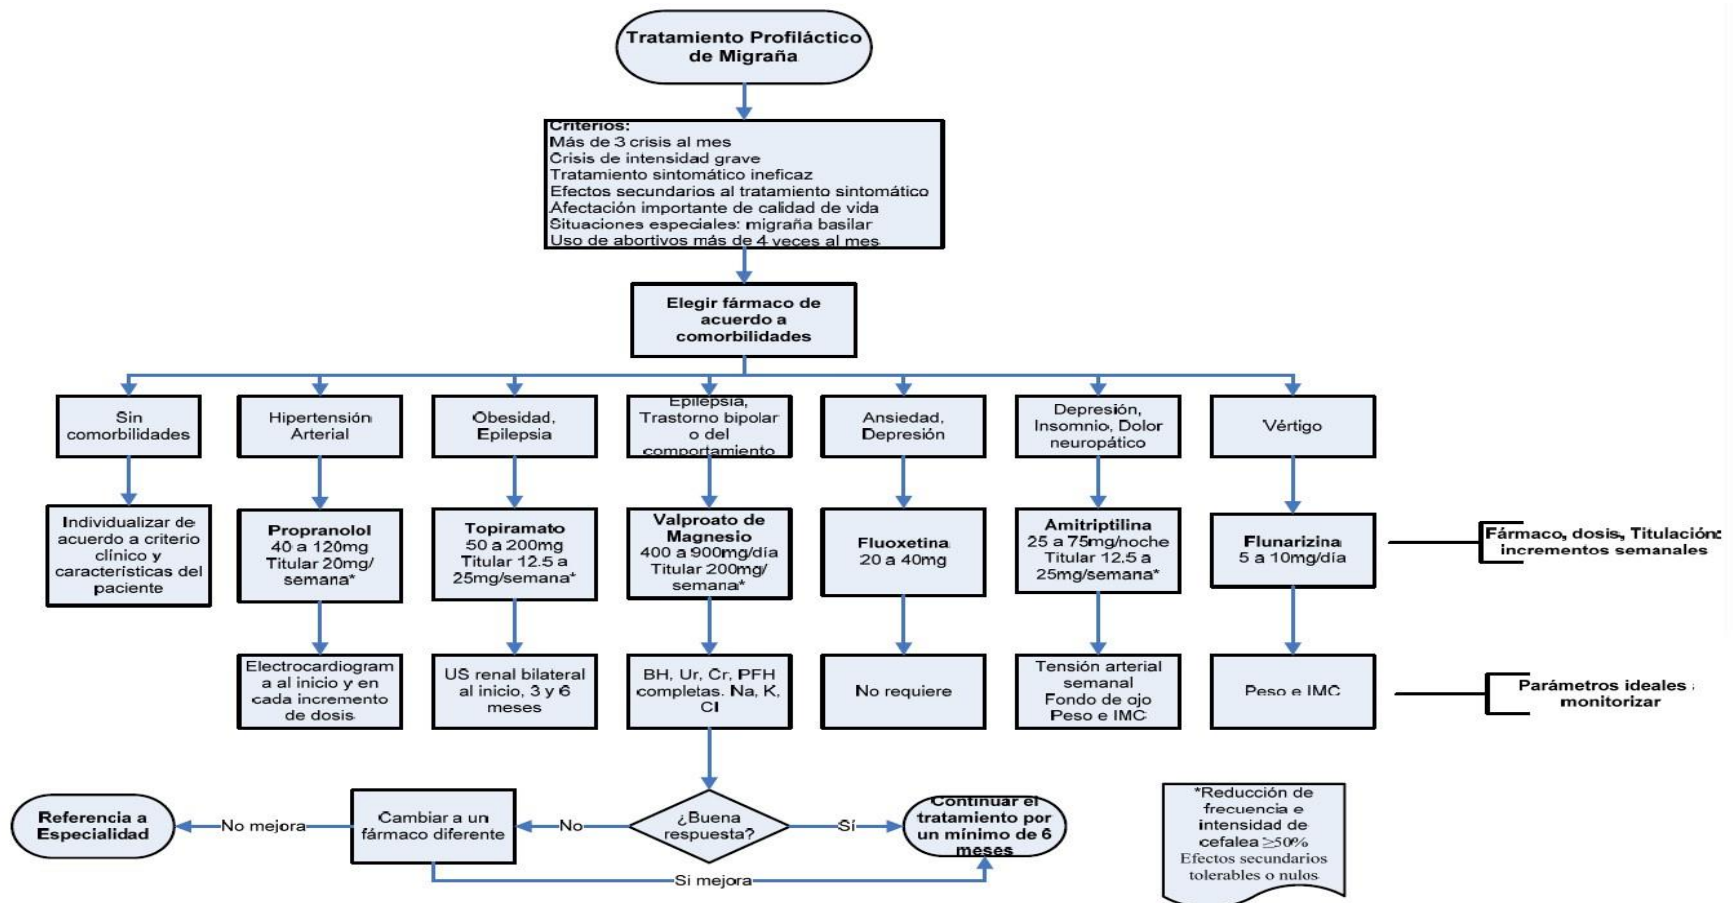 Tratamiento Profiláctico
de Migraña
Criterios:
Más de 3 crisis al mes
Crisis de intensidad grave
Tratamiento sintomático ineficaz
Efectos secundarios al tratamiento sintomático
Afectación importante de calidad de vida
Situaciones especiales: migraña basilar
Uso de abortivos más de 4 veces al mes
Elegir fármaco de
acuerdo a
comorbilidades
Sin
comorbilidades
Hipertensión
Arterial
Obesidad,
Epilepsia
Epilepsia,
Trastorno bipolar
o del
comportamiento
Ansiedad,
Depresión
Depresión,
Insomnio, Dolor
neuropático
Vértigo
Individualizar de
acuerdo a criterio
clínico y
características del
paciente
Propranolol
40 a 120mg
Titular 20mg/
semana*
Topiramato
50 a 200mg
Titular 12.5 a
25mg/semana*
Valproato de
Magnesio
400 a 900mg/día
Titular 200mg/
semana*
Fluoxetina
20 a 40mg
Amitriptilina
25 a 75mg/noche
Titular 12.5 a
25mg/semana*
Flunarizina
5 a 10mg/día
Fármaco, dosis, Titulación:
incrementos semanales
Electrocardiogram
a al inicio y en
cada incremento
de dosis
US renal bilateral
al inicio, 3 y 6
meses
BH, Ur, Cr, PFH
completas. Na, K,
Cl
No requiere
Tensión arterial
semanal
Fondo de ojo
Peso e IMC
Peso e IMC
Parámetros ideales a
monitorizar
Referencia a
Especialidad
No mejora
Cambiar a un
fármaco diferente
No
¿Buena
respuesta?
Sí
Continuar el
tratamiento por
un mínimo de 6
meses
Si mejora
*Reducción de
frecuencia e
intensidad de
cefalea ≥50%
Efectos secundarios
tolerables o nulos